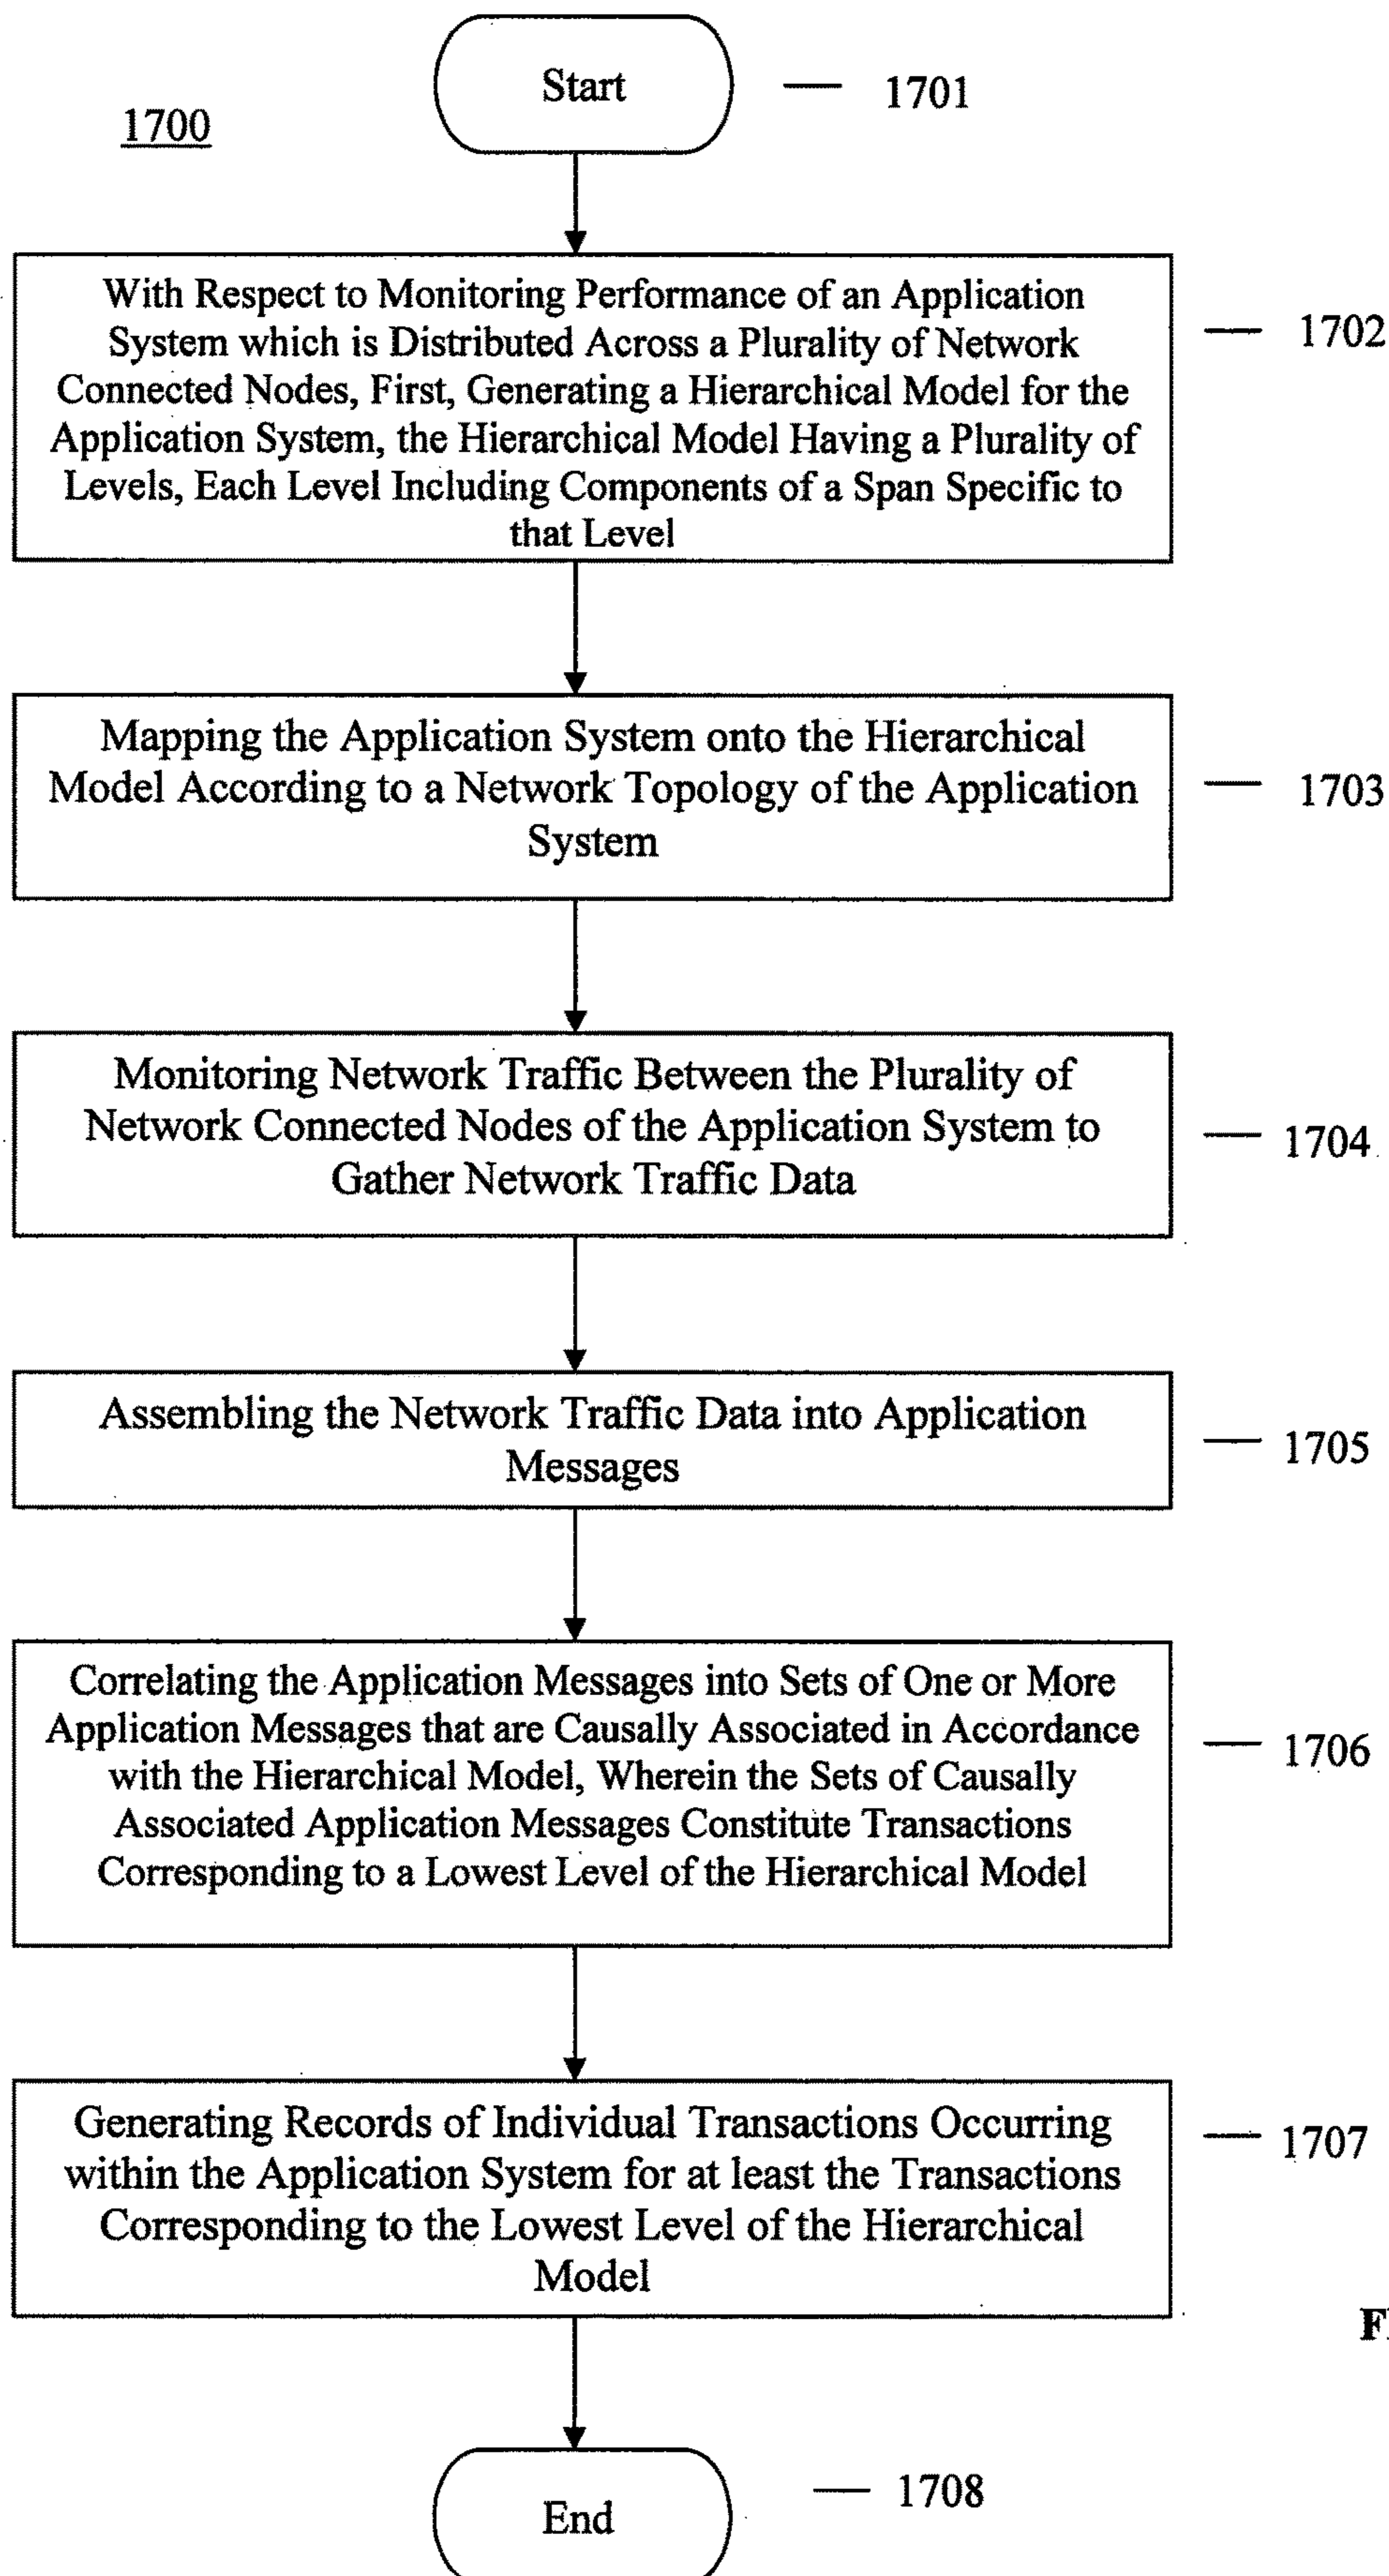 Start
1701
1700
With Respect to Monitoring Performance of an Application
System which is Distributed Across a Plurality of Network
Connected Nodes, First, Generating a Hierarchical Model for the
Application System, the Hierarchical Model Having a Plurality of
Levels, Each Level Including Components of a Span Specific to
that Level
1702
Mapping the Application System onto the Hierarchical
Model According to a Network Topology of the Application
System
1703
Monitoring Network Traffic Between the Plurality of
Network Connected Nodes of the Application System to
Gather Network Traffic Data
1704
Assembling the Network Traffic Data into Application
Messages
1705
Correlating the Application Messages into Sets of One or More
Application Messages that are Causally Associated in Accordance
with the Hierarchical Model, Wherein the Sets of Causally
Associated Application Messages Constitute Transactions
Corresponding to a Lowest Level of the Hierarchical Model
1706
Generating Records of Individual Transactions Occurring
within the Application System for at least the Transactions
Corresponding to the Lowest Level of the Hierarchical
Model
1707
End
1708